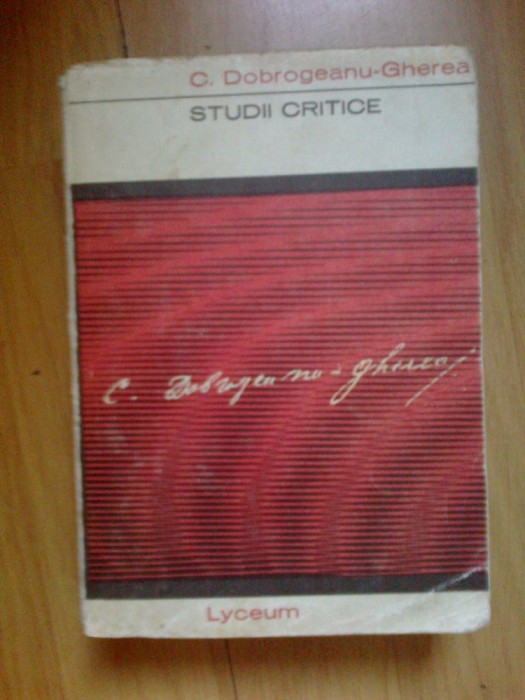 C. Dobrogeanu-Gherea
STUDII CRITICE
C. Dobrogeanu-Gherea
Lyceum